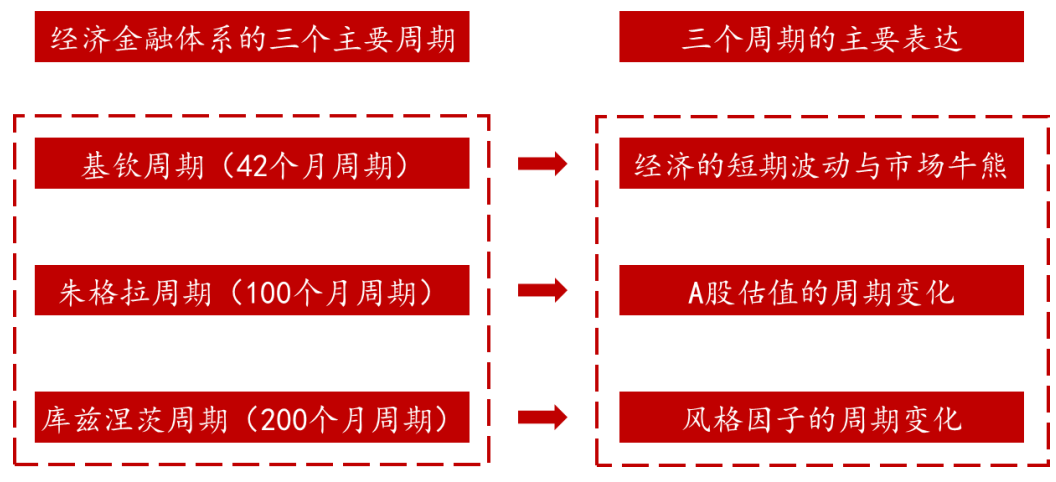 经济金融体系的三个主要周期
三个周期的主要表达
基钦周期（42个月周期）
经济的短期波动与市场牛熊
朱格拉周期（100个月周期）
A股估值的周期变化
库兹涅茨周期（200个月周期）
风格因子的周期变化